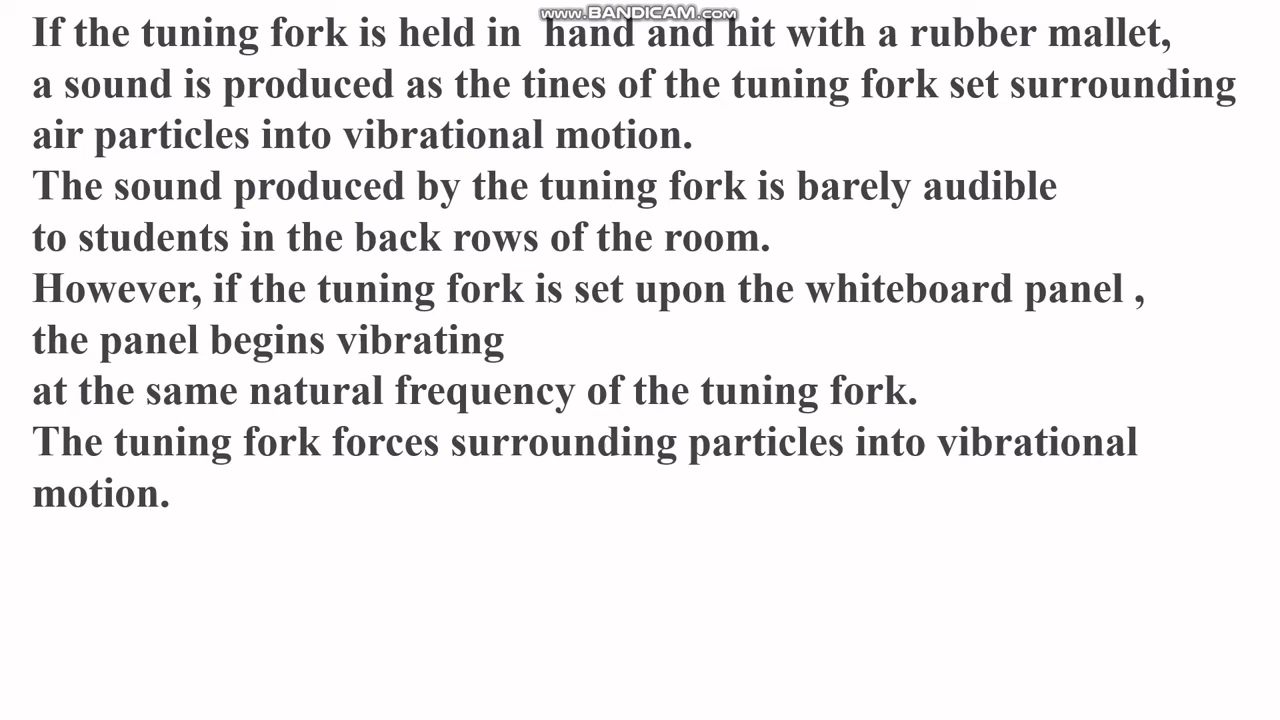 www.BANDICAM.com
If the tuning fork is held in hand and hit with a rubber mallet,
a sound is produced as the tines of the tuning fork set surrounding
air particles into vibrational motion.
The sound produced by the tuning fork is barely audible
to students in the back rows of the room.
However, if the tuning fork is set upon the whiteboard panel ,
the panel begins vibrating
at the same natural frequency of the tuning fork.
The tuning fork forces surrounding particles into vibrational
motion.